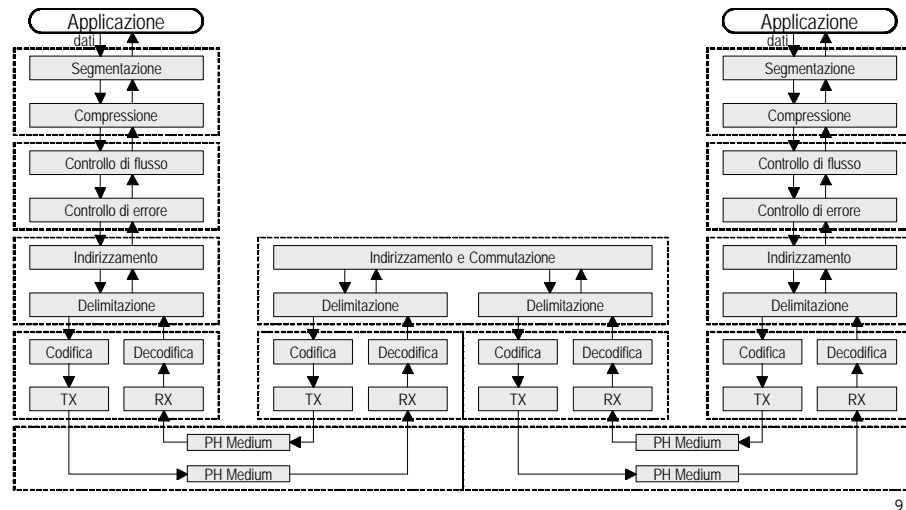 Applicazione Applicazione
dati dati
Segmentazione Segmentazione
Compressione Compressione
Controllo di flusso Controllo di flusso
Controllo di errore Controllo di errore
Indirizzamento Indirizzamento e Commutazione Indirizzamento
Delimitazione Delimitazione Delimitazione Delimitazione
Codifica Decodifica Codifica Decodifica Codifica Decodifica Codifica Decodifica
TX RX TX RX TX RX TX RX
PH Medium PH Medium
PH Medium PH Medium
9